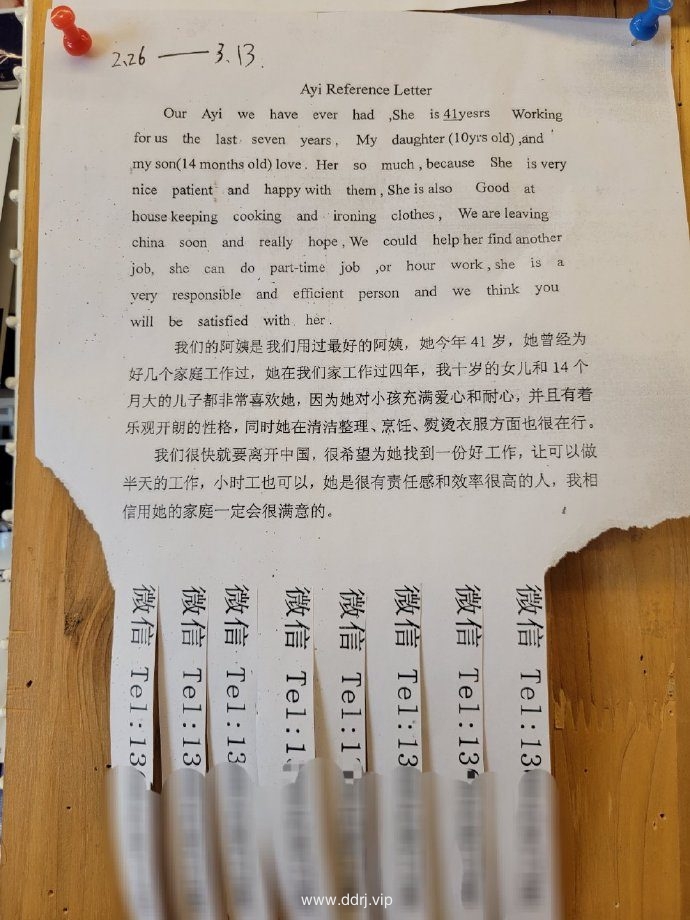 2.26 — 3.13.
Ayi Reference Letter
Our Ayi we have ever had ,She is 41yesrs Working
for us the last seven years, My daughter (10yrs old) ,and
my son(14 months old) love. Her so much, because She is very
nice patient and happy with them, She is also Good at
house keeping cooking and ironing clothes, We are leaving
china soon and really hope, We could help her find another
job, she can do part-time job ,or hour work, she is a
very responsible and efficient person and we think you
will be satisfied with her.
我们的阿姨是我们用过最好的阿姨，她今年 41 岁，她曾经为
好几个家庭工作过，她在我们家工作过四年，我十岁的女儿和 14 个
月大的儿子都非常喜欢她，因为她对小孩充满爱心和耐心，并且有着
乐观开朗的性格，同时她在清洁整理、烹饪、熨烫衣服方面也很在行。
我们很快就要离开中国，很希望为她找到一份好工作，让可以做
半天的工作，小时工也可以，她是很有责任感和效率很高的人，我相
信用她的家庭一定会很满意的。
微信 Tel:13
微信 Tel:13
微信 Tel:13
微信 Tel:1
微信 Tel:1
微信 Tel:13
微信 Tel:13
微信 Tel:13
www.ddrj.vip